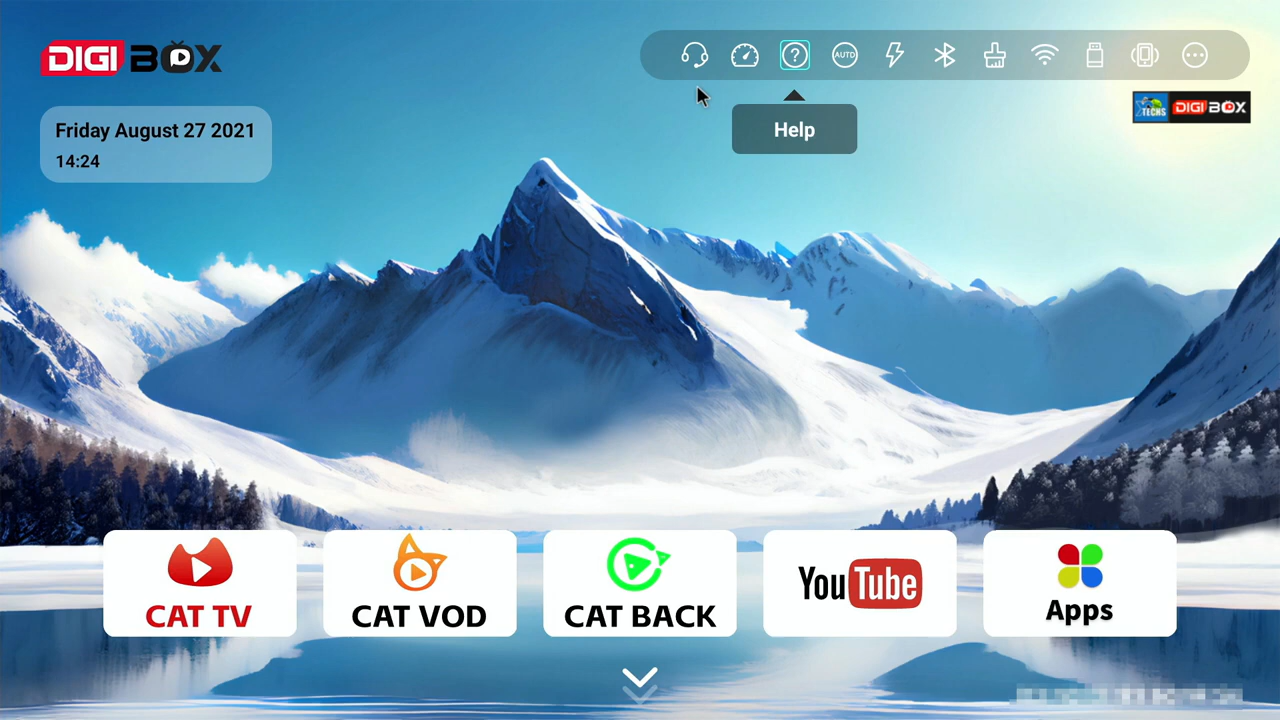 DIGI BOX
?
AUTO
TECHS DIGI BOX
Help
Friday August 27 2021
14:24
CAT TV
CAT VOD
CAT BACK
YouTube
Apps